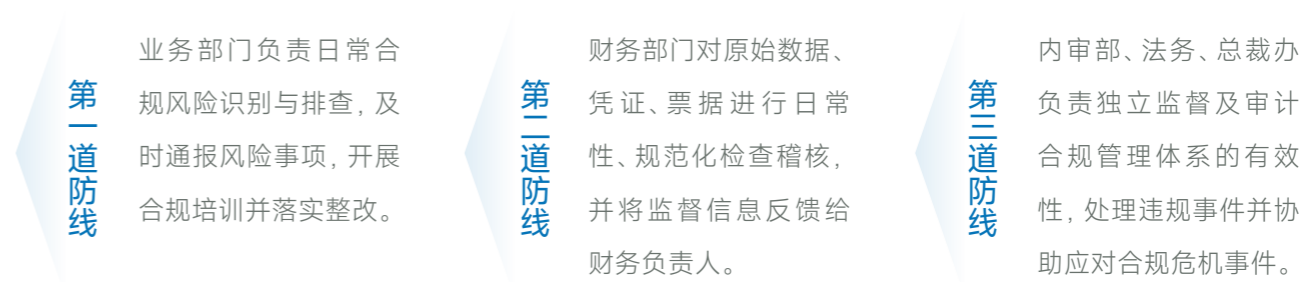 第一道防线
业务部门负责日常合
规风险识别与排查,及
时通报风险事项,开展
合规培训并落实整改。
第二道防线
财务部门对原始数据、
凭证、票据进行日常
性、规范化检查稽核,
并将监督信息反馈给
财务负责人。
第三道防线
内审部、法务、总裁办
负责独立监督及审计
合规管理体系的有效
性,处理违规事件并协
助应对合规危机事件。